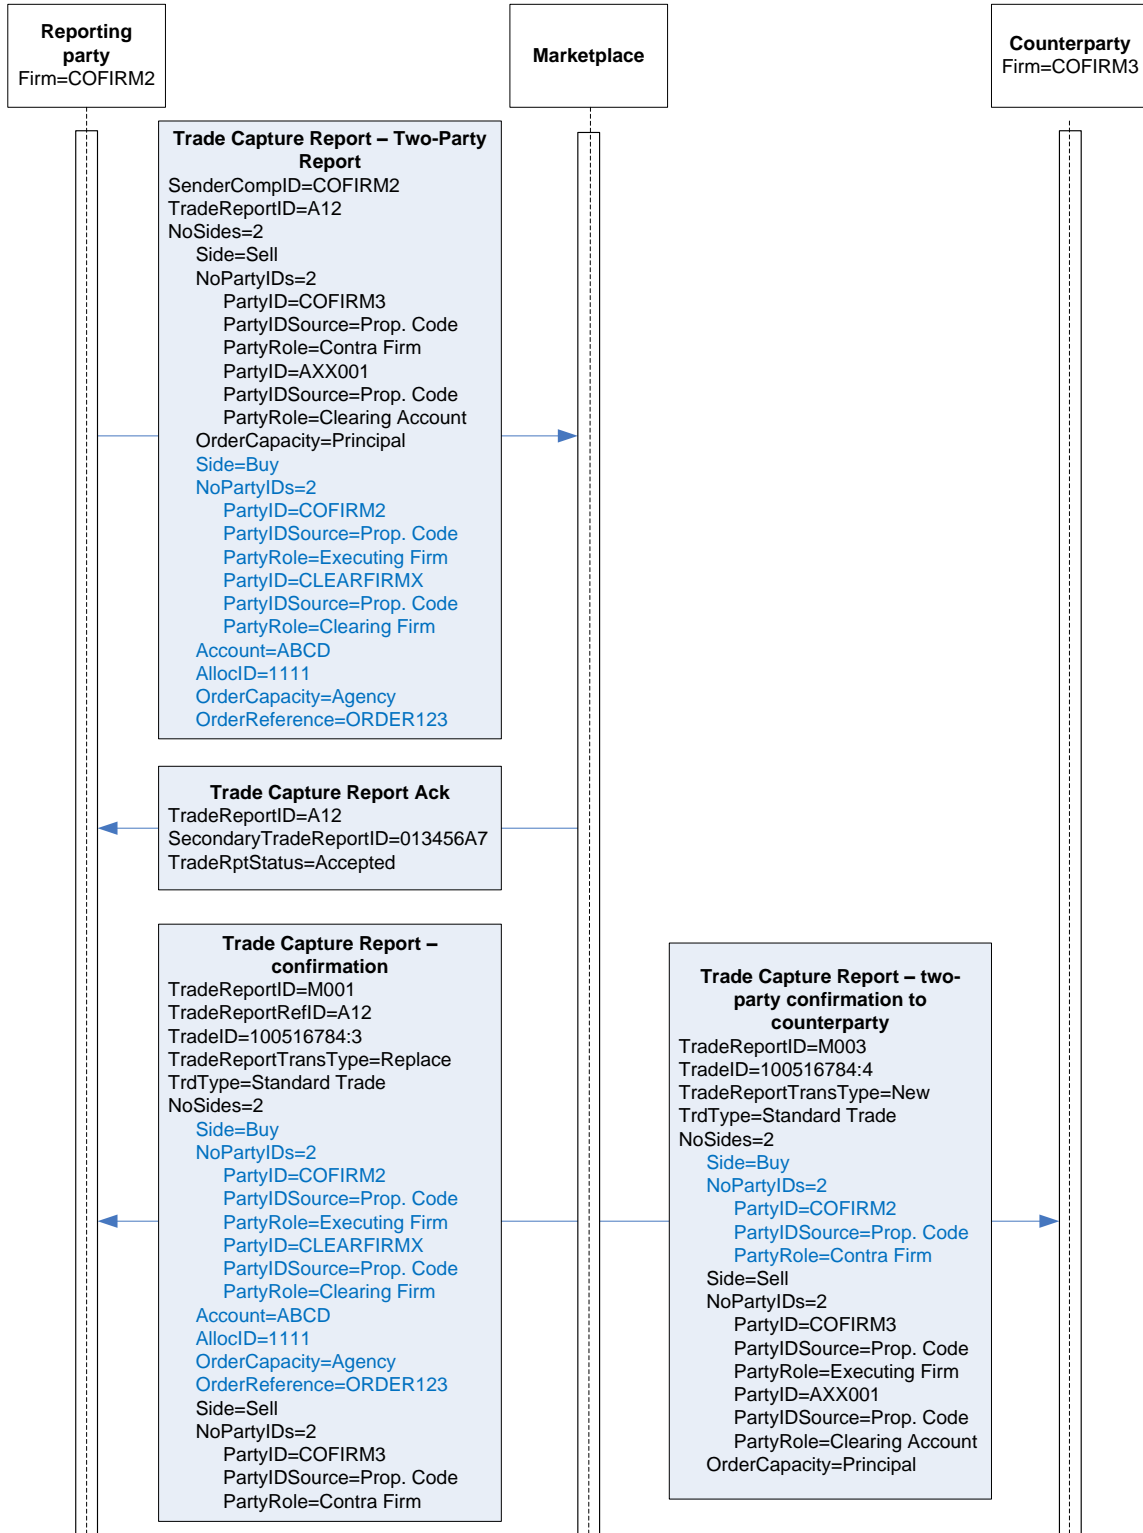 Reporting
party
Firm=COFIRM2
Marketplace
Counterparty
Firm=COFIRM3
Trade Capture Report – Two-Party
Report
SenderCompID=COFIRM2
TradeReportID=A12
NoSides=2
Side=Sell
NoPartyIDs=2
PartyID=COFIRM3
PartyIDSource=Prop. Code
PartyRole=Contra Firm
PartyID=AXX001
PartyIDSource=Prop. Code
PartyRole=Clearing Account
OrderCapacity=Principal
Side=Buy
NoPartyIDs=2
PartyID=COFIRM2
PartyIDSource=Prop. Code
PartyRole=Executing Firm
PartyID=CLEARFIRMX
PartyIDSource=Prop. Code
PartyRole=Clearing Firm
Account=ABCD
AllocID=1111
OrderCapacity=Agency
OrderReference=ORDER123
Trade Capture Report Ack
TradeReportID=A12
SecondaryTradeReportID=013456A7
TradeRptStatus=Accepted
Trade Capture Report –
confirmation
TradeReportID=M001
TradeReportRefID=A12
TradeID=100516784:3
TradeReportTransType=Replace
TrdType=Standard Trade
NoSides=2
Side=Buy
NoPartyIDs=2
PartyID=COFIRM2
PartyIDSource=Prop. Code
PartyRole=Executing Firm
PartyID=CLEARFIRMX
PartyIDSource=Prop. Code
PartyRole=Clearing Firm
Account=ABCD
AllocID=1111
OrderCapacity=Agency
OrderReference=ORDER123
Side=Sell
NoPartyIDs=2
PartyID=COFIRM3
PartyIDSource=Prop. Code
PartyRole=Contra Firm
Trade Capture Report – two-
party confirmation to
counterparty
TradeReportID=M003
TradeID=100516784:4
TradeReportTransType=New
TrdType=Standard Trade
NoSides=2
Side=Buy
NoPartyIDs=2
PartyID=COFIRM2
PartyIDSource=Prop. Code
PartyRole=Contra Firm
Side=Sell
NoPartyIDs=2
PartyID=COFIRM3
PartyIDSource=Prop. Code
PartyRole=Executing Firm
PartyID=AXX001
PartyIDSource=Prop. Code
PartyRole=Clearing Account
OrderCapacity=Principal